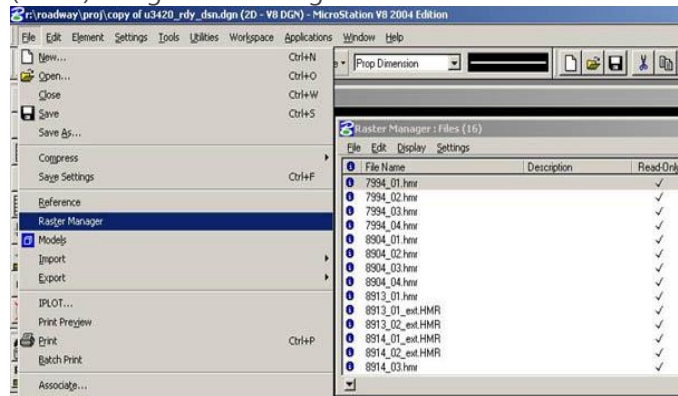 r:\roadway\proj\copy of u3420_rdy_dsn.dgn (2D - V8 DGN) - MicroStation V8 2004 Edition
File Edit Element Settings Tools Utilities Workspace Applications Window Help
New... Ctrl+N
Prop Dimension
Open... Ctrl+O
Close Ctrl+W
Save Ctrl+S
Save As...
Compress
Save Settings Ctrl+F
Reference
Raster Manager
Models
Import
Export
IPLOT...
Print Preview
Print Ctrl+P
Batch Print
Associate...
Raster Manager : Files (16)
File Edit Display Settings
File Name Description Read-Only
7994_01.hmr
7994_02.hmr
7994_03.hmr
7994_04.hmr
8904_01.hmr
8904_02.hmr
8904_03.hmr
8904_04.hmr
8913_01.hmr
8913_01_ext.HMR
8913_02_ext.HMR
8914_01_ext.HMR
8914_02_ext.HMR
8914_03.hmr